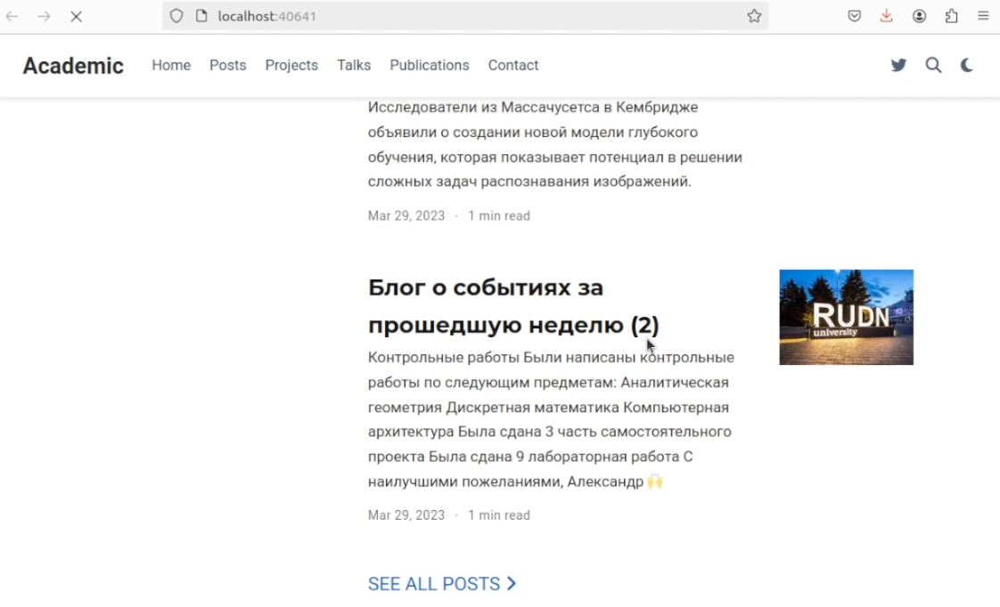 localhost:40641
Academic Home Posts Projects Talks Publications Contact
Исследователи из Массачусетса в Кембридже
объявили о создании новой модели глубокого
обучения, которая показывает потенциал в решении
сложных задач распознавания изображений.
Mar 29, 2023 · 1 min read
Блог о событиях за
прошедшую неделю (2)
Контрольные работы Были написаны контрольные
работы по следующим предметам: Аналитическая
геометрия Дискретная математика Компьютерная
архитектура Была сдана 3 часть самостоятельного
проекта Была сдана 9 лабораторная работа С
наилучшими пожеланиями, Александр 🙌
Mar 29, 2023 · 1 min read
RUDN
university
SEE ALL POSTS